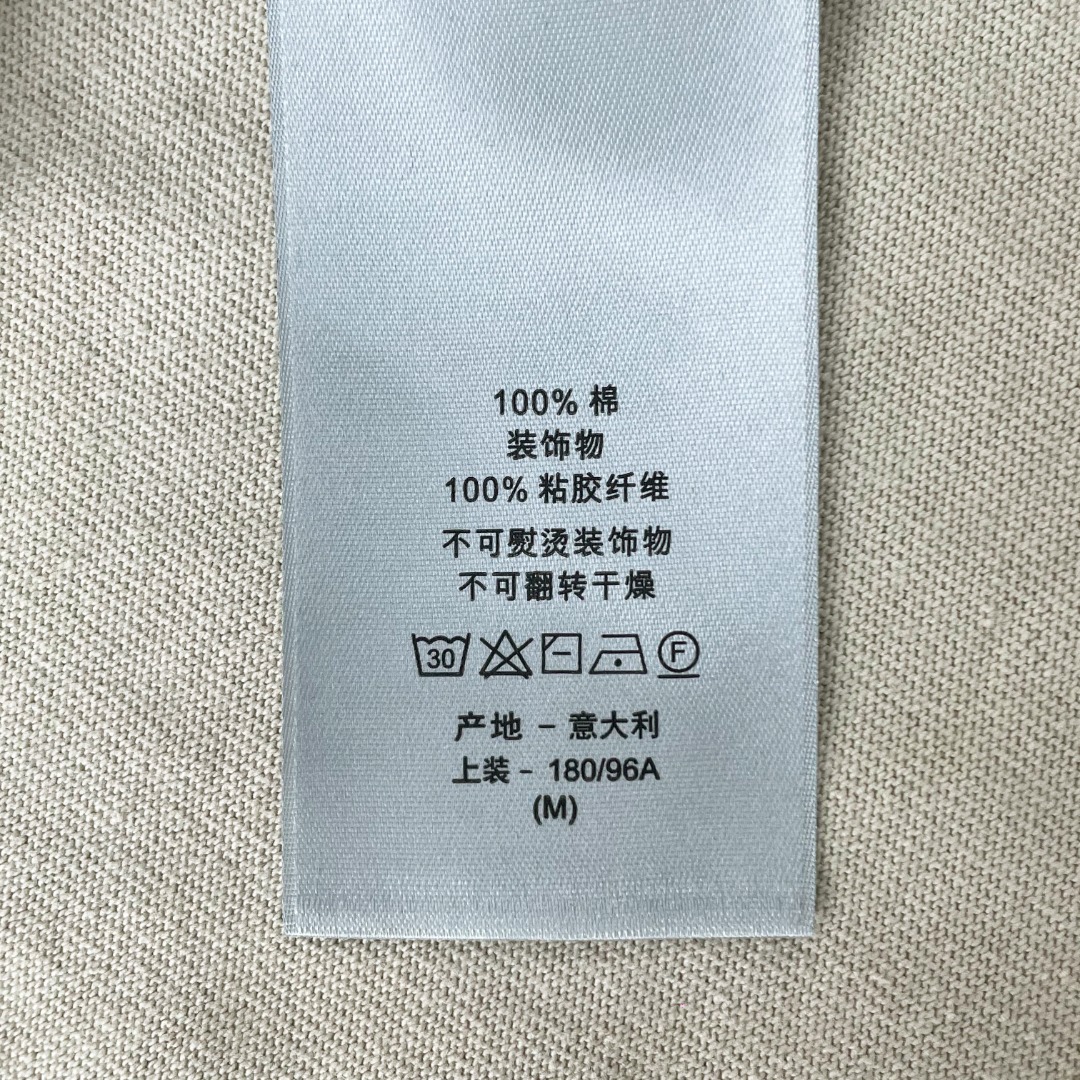 100% 棉
装饰物
100% 粘胶纤维
不可熨烫装饰物
不可翻转干燥
30 F
产地 – 意大利
上装 - 180/96A
(M)